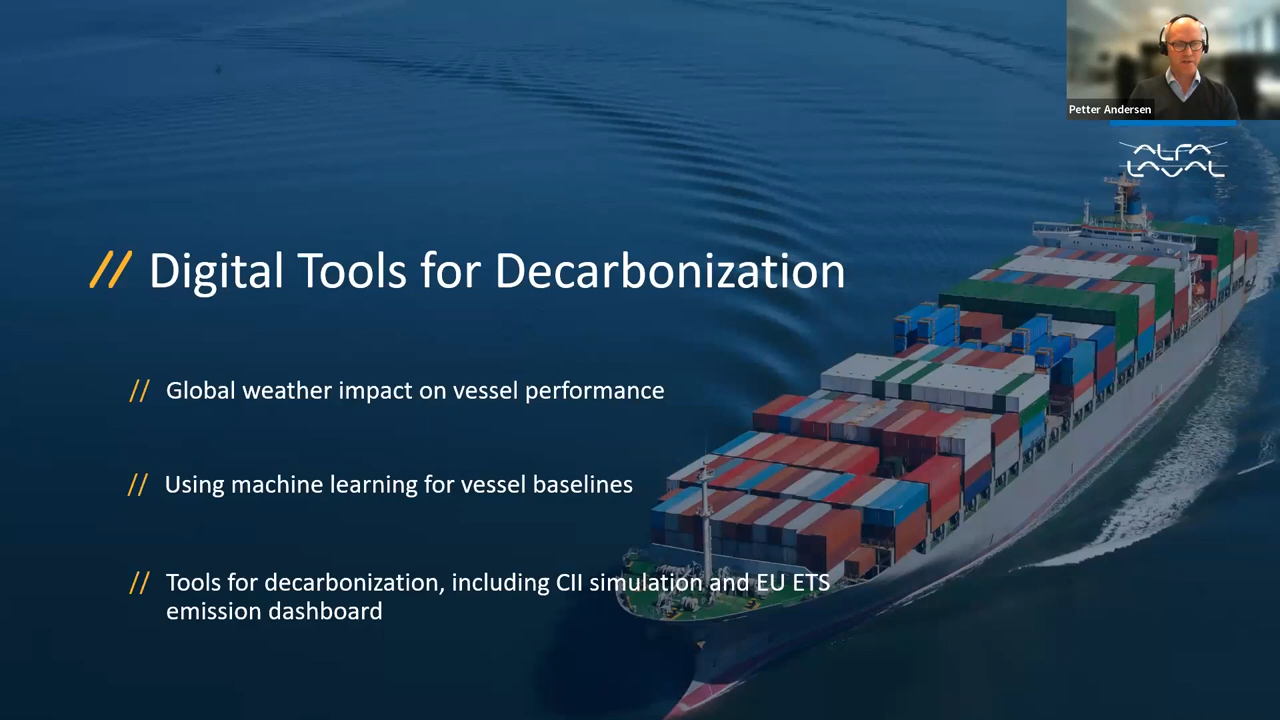 Petter Andersen
ALFA
LAVAL
// Digital Tools for Decarbonization
// Global weather impact on vessel performance
// Using machine learning for vessel baselines
// Tools for decarbonization, including CII simulation and EU ETS
emission dashboard